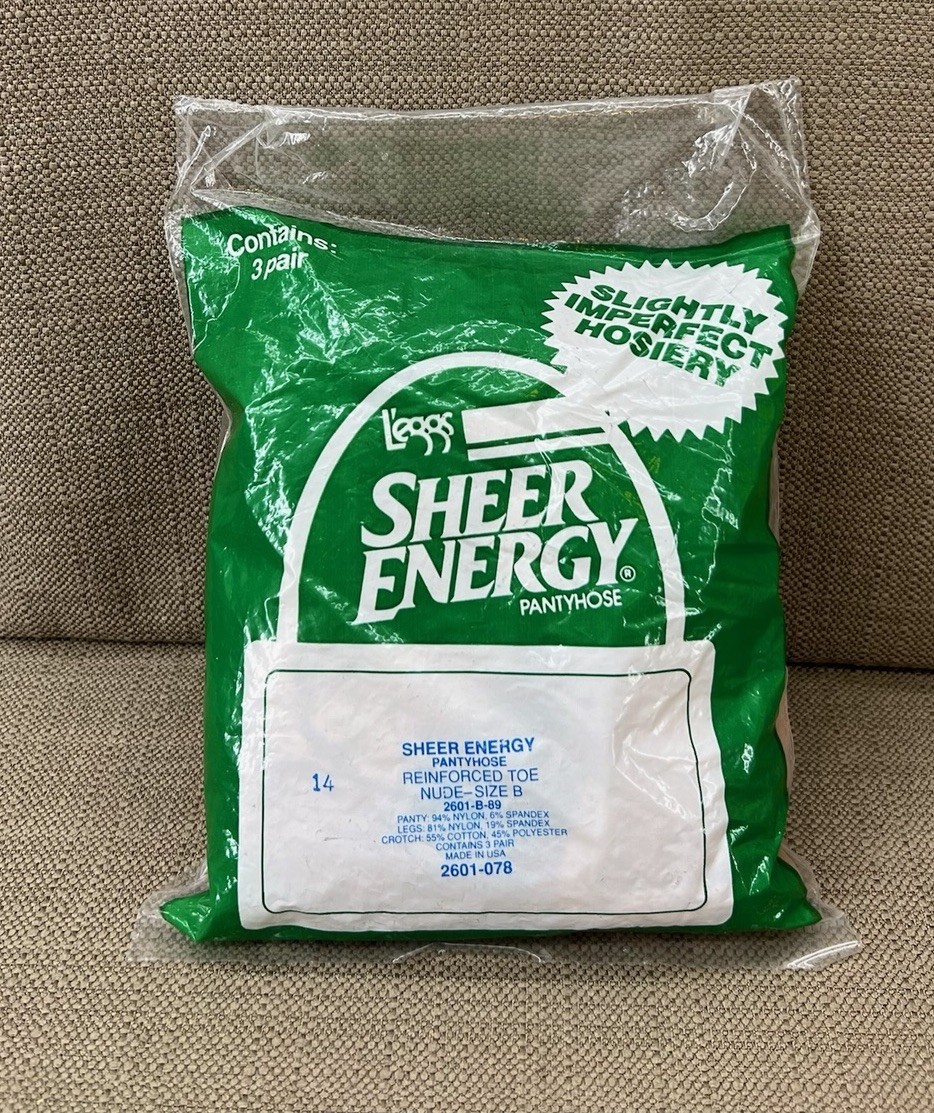 Contains:
3 pair
SLIGHTLY
IMPERFECT
HOSIERY
L'eggs
SHEER
ENERGY®
PANTYHOSE
SHEER ENERGY
PANTYHOSE
REINFORCED TOE
14
NUDE–SIZE B
2601-B-89
PANTY: 94% NYLON, 6% SPANDEX
LEGS: 81% NYLON, 19% SPANDEX
CROTCH: 55% COTTON, 45% POLYESTER
CONTAINS 3 PAIR
MADE IN USA
2601-078